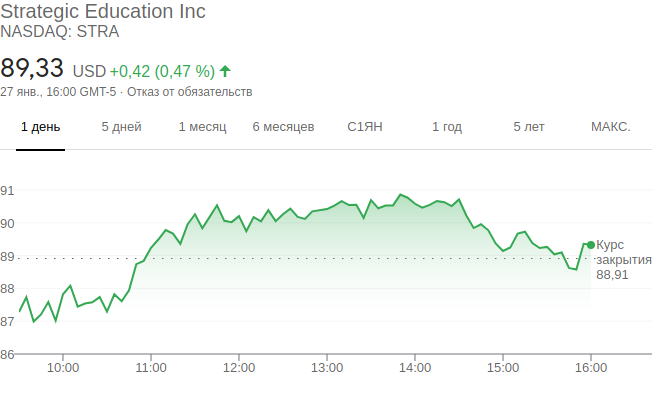 Strategic Education Inc
NASDAQ: STRA
89,33 USD +0,42 (0,47 %)
27 янв., 16:00 GMT-5 · Отказ от обязательств
1 день 5 дней 1 месяц 6 месяцев С1ЯН 1 год 5 лет МАКС.
91
90
89
88
87
86
Курс
закрытия
88,91
10:00 11:00 12:00 13:00 14:00 15:00 16:00